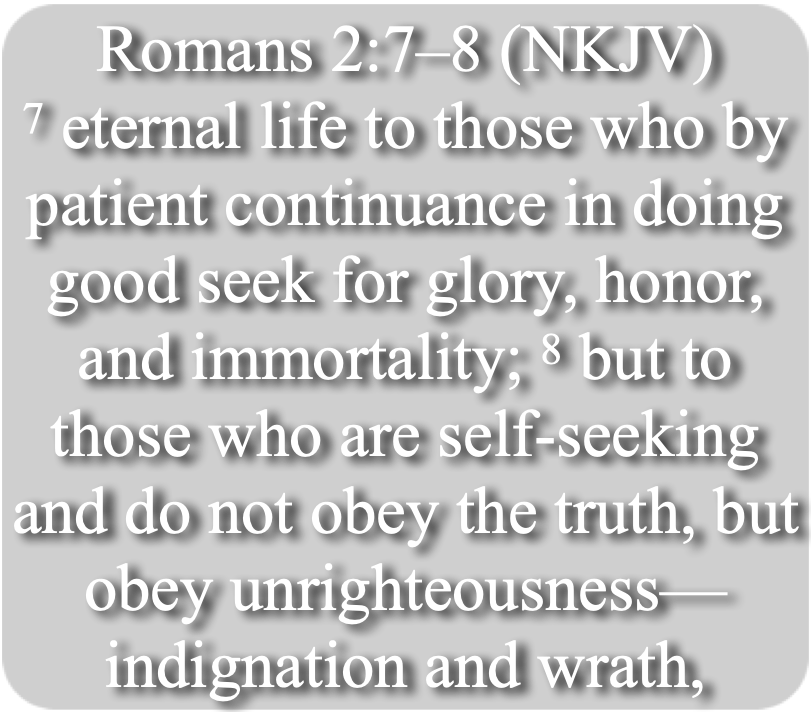 Romans 2:7–8 (NKJV)
⁷ eternal life to those who by
patient continuance in doing
good seek for glory, honor,
and immortality; ⁸ but to
those who are self-seeking
and do not obey the truth, but
obey unrighteousness—
indignation and wrath,